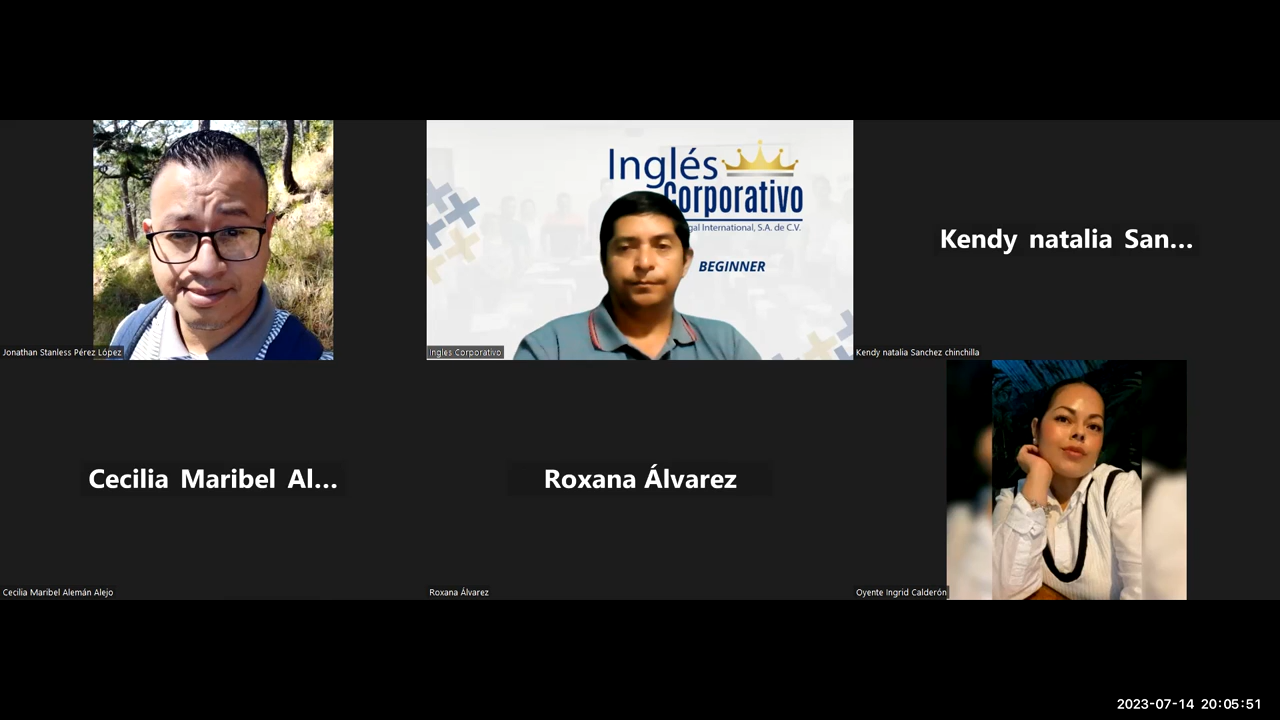 Inglés
Corporativo
gal International, S.A. de C.V.
BEGINNER
Kendy natalia San...
Jonathan Stanless Pérez López
Ingles Corporativo
Kendy natalia Sanchez chinchilla
Cecilia Maribel Al...
Roxana Álvarez
Cecilia Maribel Alemán Alejo
Roxana Álvarez
Oyente Ingrid Calderón
2023-07-14 20:05:51